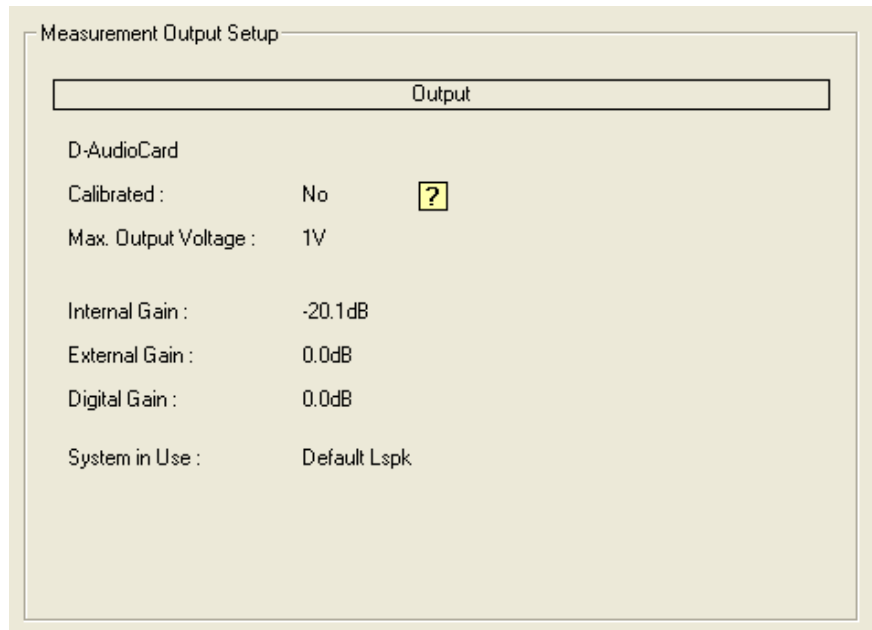 Measurement Output Setup
Output
D-AudioCard
Calibrated : No ?
Max. Output Voltage : 1V
Internal Gain : -20.1dB
External Gain : 0.0dB
Digital Gain : 0.0dB
System in Use : Default Lspk